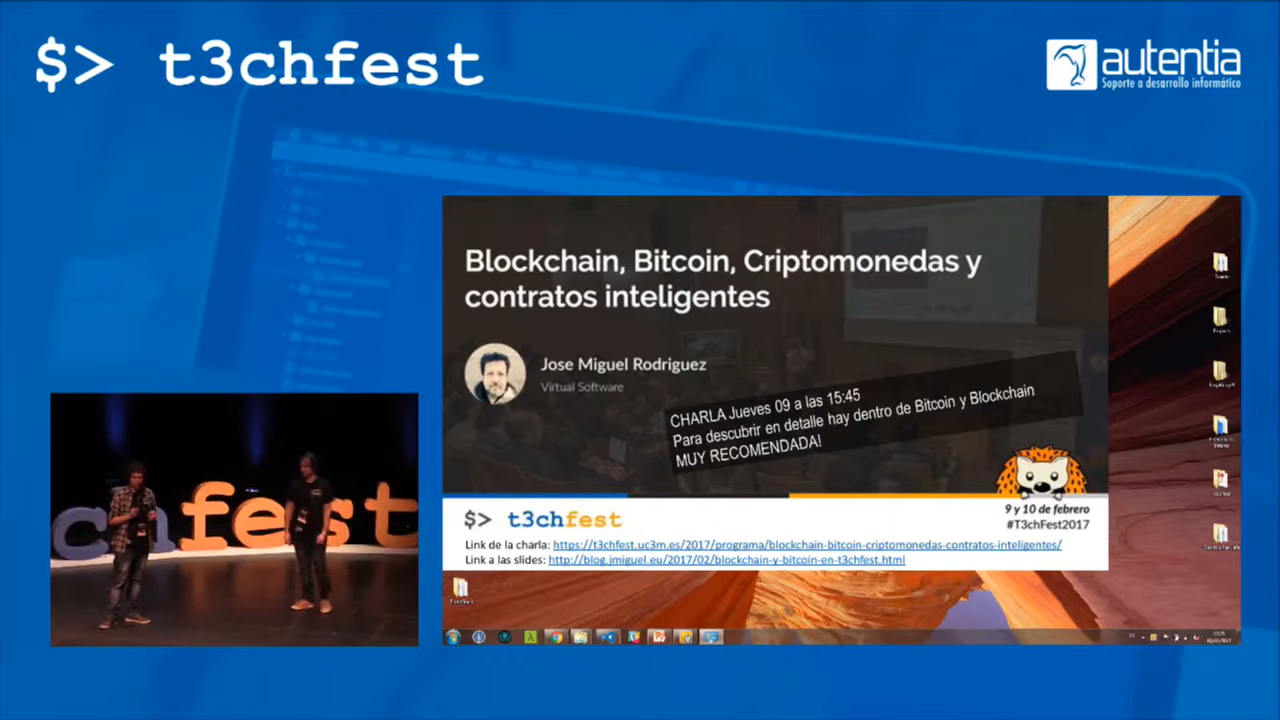 $> t3chfest
autentia
Soporte a desarrollo informático
Blockchain, Bitcoin, Criptomonedas y
contratos inteligentes
Jose Miguel Rodriguez
Virtual Software
CHARLA Jueves 09 a las 15:45
Para descubrir en detalle hay dentro de Bitcoin y Blockchain
MUY RECOMENDADA!
9 y 10 de febrero
#T3chFest2017
$> t3chfest
Link de la charla: https://t3chfest.uc3m.es/2017/programa/blockchain-bitcoin-criptomonedas-contratos-inteligentes/
Link a las slides: http://blog.jmiguel.eu/2017/02/blockchain-y-bitcoin-en-t3chfest.html
chfest